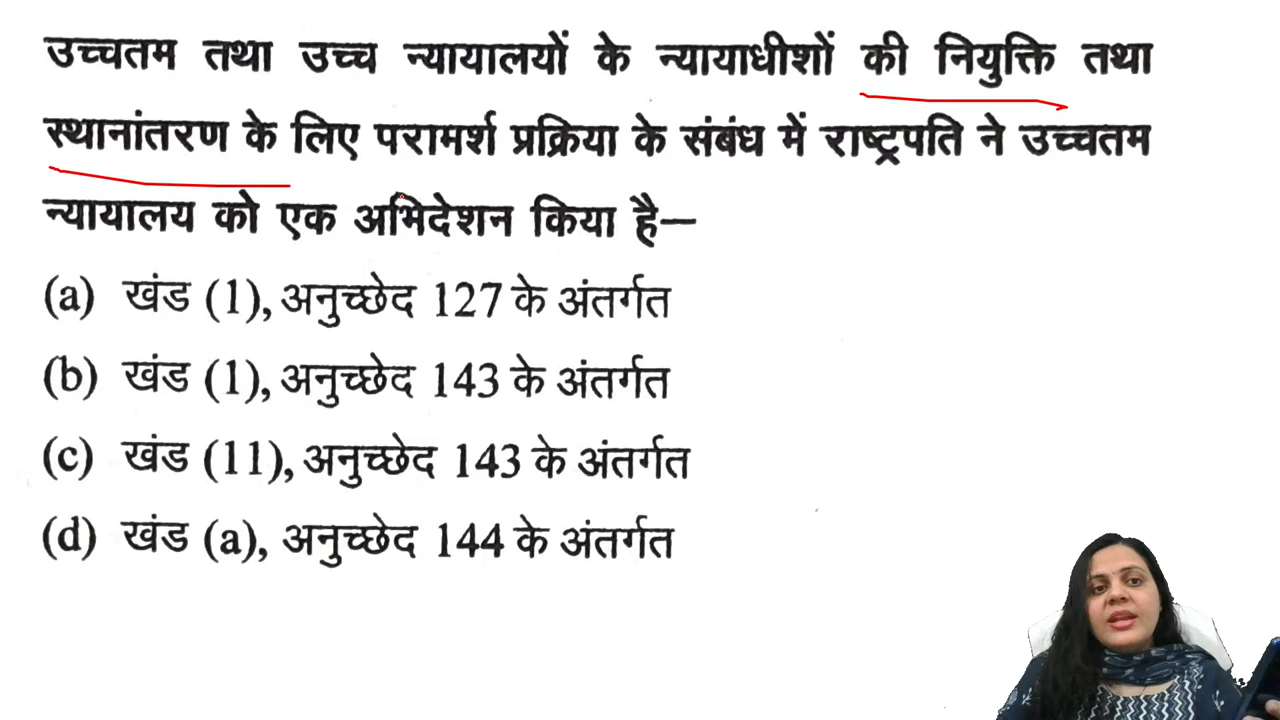 उच्चतम तथा उच्च न्यायालयों के न्यायाधीशों की नियुक्ति तथा
स्थानांतरण के लिए परामर्श प्रक्रिया के संबंध में राष्ट्रपति ने उच्चतम
न्यायालय को एक अभिदेशन किया है—
(a) खंड (1), अनुच्छेद 127 के अंतर्गत
(b) खंड (1), अनुच्छेद 143 के अंतर्गत
(c) खंड (11), अनुच्छेद 143 के अंतर्गत
(d) खंड (a), अनुच्छेद 144 के अंतर्गत